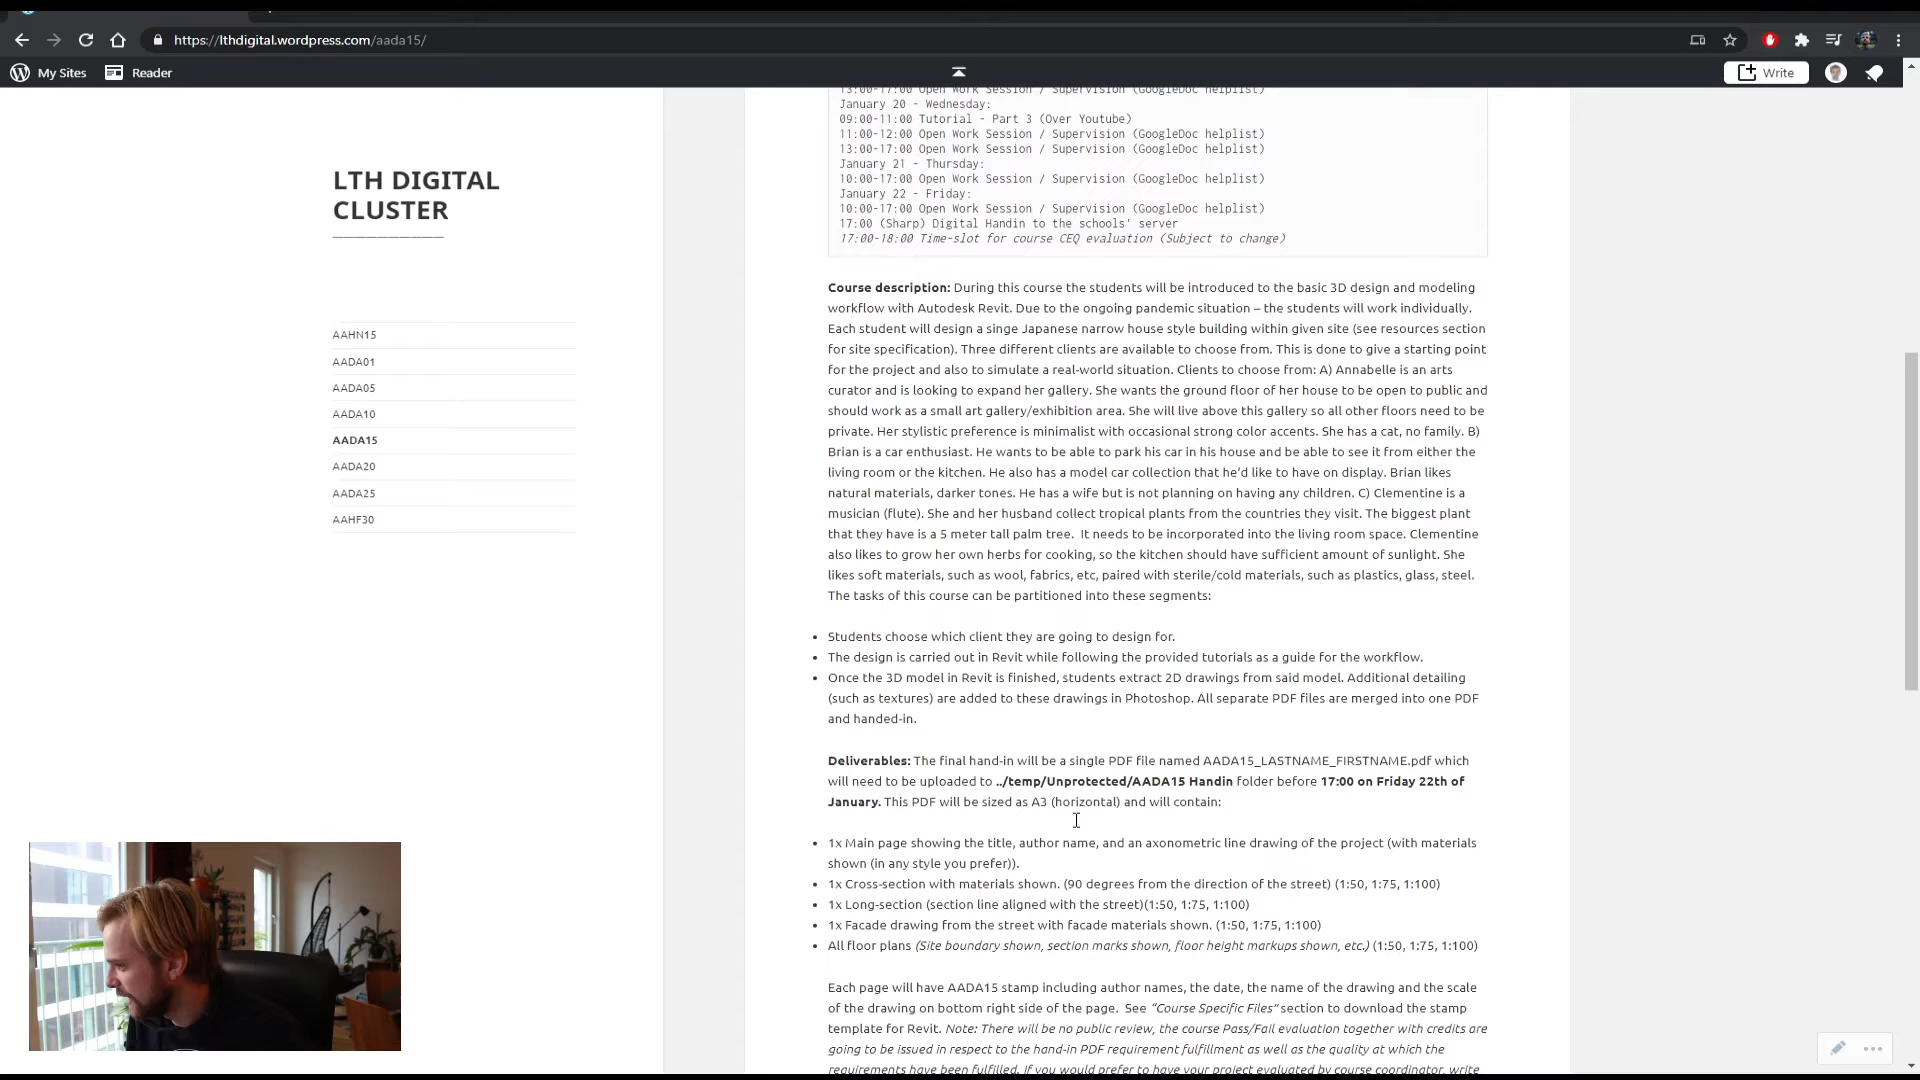 https://lthdigital.wordpress.com/aada15/
My Sites
Reader
Write
LTH DIGITAL
CLUSTER
AAHN15
AADA01
AADA05
AADA10
AADA15
AADA20
AADA25
AAHF30
13:00-17:00 Open Work Session / Supervision (GoogleDoc helplist)
January 20 - Wednesday:
09:00-11:00 Tutorial - Part 3 (Over Youtube)
11:00-12:00 Open Work Session / Supervision (GoogleDoc helplist)
13:00-17:00 Open Work Session / Supervision (GoogleDoc helplist)
January 21 - Thursday:
10:00-17:00 Open Work Session / Supervision (GoogleDoc helplist)
January 22 - Friday:
10:00-17:00 Open Work Session / Supervision (GoogleDoc helplist)
17:00 (Sharp) Digital Handin to the schools' server
17:00-18:00 Time-slot for course CEQ evaluation (Subject to change)
Course description: During this course the students will be introduced to the basic 3D design and modeling
workflow with Autodesk Revit. Due to the ongoing pandemic situation – the students will work individually.
Each student will design a singe Japanese narrow house style building within given site (see resources section
for site specification). Three different clients are available to choose from. This is done to give a starting point
for the project and also to simulate a real-world situation. Clients to choose from: A) Annabelle is an arts
curator and is looking to expand her gallery. She wants the ground floor of her house to be open to public and
should work as a small art gallery/exhibition area. She will live above this gallery so all other floors need to be
private. Her stylistic preference is minimalist with occasional strong color accents. She has a cat, no family. B)
Brian is a car enthusiast. He wants to be able to park his car in his house and be able to see it from either the
living room or the kitchen. He also has a model car collection that he’d like to have on display. Brian likes
natural materials, darker tones. He has a wife but is not planning on having any children. C) Clementine is a
musician (flute). She and her husband collect tropical plants from the countries they visit. The biggest plant
that they have is a 5 meter tall palm tree.  It needs to be incorporated into the living room space. Clementine
also likes to grow her own herbs for cooking, so the kitchen should have sufficient amount of sunlight. She
likes soft materials, such as wool, fabrics, etc, paired with sterile/cold materials, such as plastics, glass, steel.
The tasks of this course can be partitioned into these segments:
• Students choose which client they are going to design for.
• The design is carried out in Revit while following the provided tutorials as a guide for the workflow.
• Once the 3D model in Revit is finished, students extract 2D drawings from said model. Additional detailing
(such as textures) are added to these drawings in Photoshop. All separate PDF files are merged into one PDF
and handed-in.
Deliverables: The final hand-in will be a single PDF file named AADA15_LASTNAME_FIRSTNAME.pdf which
will need to be uploaded to ../temp/Unprotected/AADA15 Handin folder before 17:00 on Friday 22th of
January. This PDF will be sized as A3 (horizontal) and will contain:
• 1x Main page showing the title, author name, and an axonometric line drawing of the project (with materials
shown (in any style you prefer)).
• 1x Cross-section with materials shown. (90 degrees from the direction of the street) (1:50, 1:75, 1:100)
• 1x Long-section (section line aligned with the street)(1:50, 1:75, 1:100)
• 1x Facade drawing from the street with facade materials shown. (1:50, 1:75, 1:100)
• All floor plans (Site boundary shown, section marks shown, floor height markups shown, etc.) (1:50, 1:75, 1:100)
Each page will have AADA15 stamp including author names, the date, the name of the drawing and the scale
of the drawing on bottom right side of the page.  See “Course Specific Files” section to download the stamp
template for Revit. Note: There will be no public review, the course Pass/Fail evaluation together with credits are
going to be issued in respect to the hand-in PDF requirement fulfillment as well as the quality at which the
requirements have been fulfilled. If you would prefer to have your project evaluated by course coordinator, write